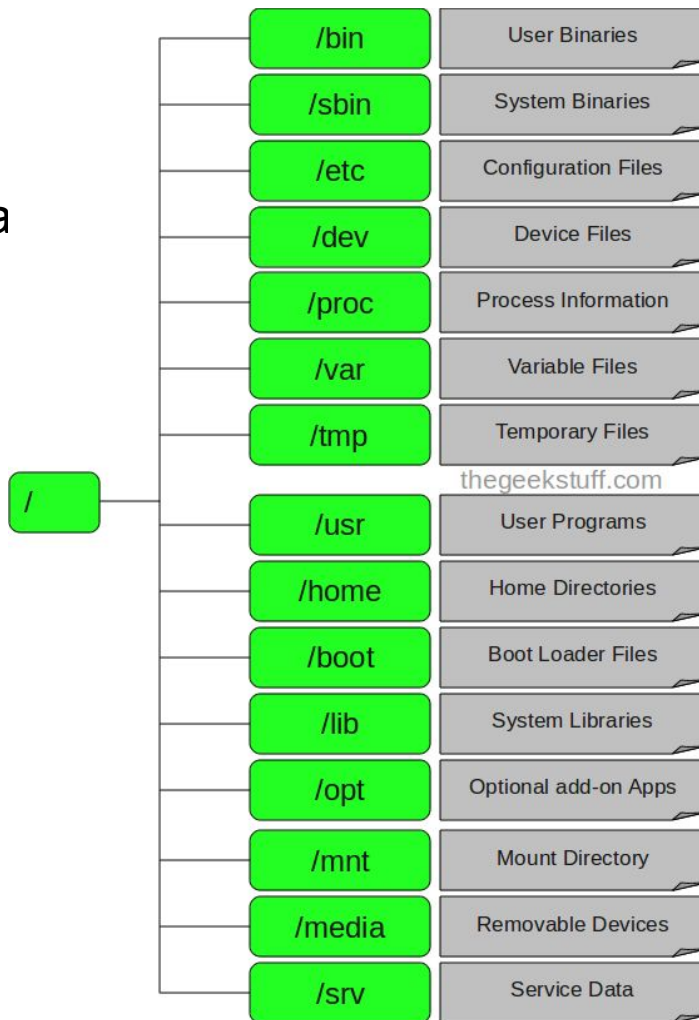 /bin User Binaries
/sbin System Binaries
/etc Configuration Files
a
/dev Device Files
/proc Process Information
/var Variable Files
/tmp Temporary Files
thegeekstuff.com
/
/usr User Programs
/home Home Directories
/boot Boot Loader Files
/lib System Libraries
/opt Optional add-on Apps
/mnt Mount Directory
/media Removable Devices
/srv Service Data